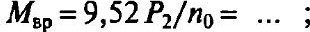 Mвр = 9,52 P2/n0 = ... ;